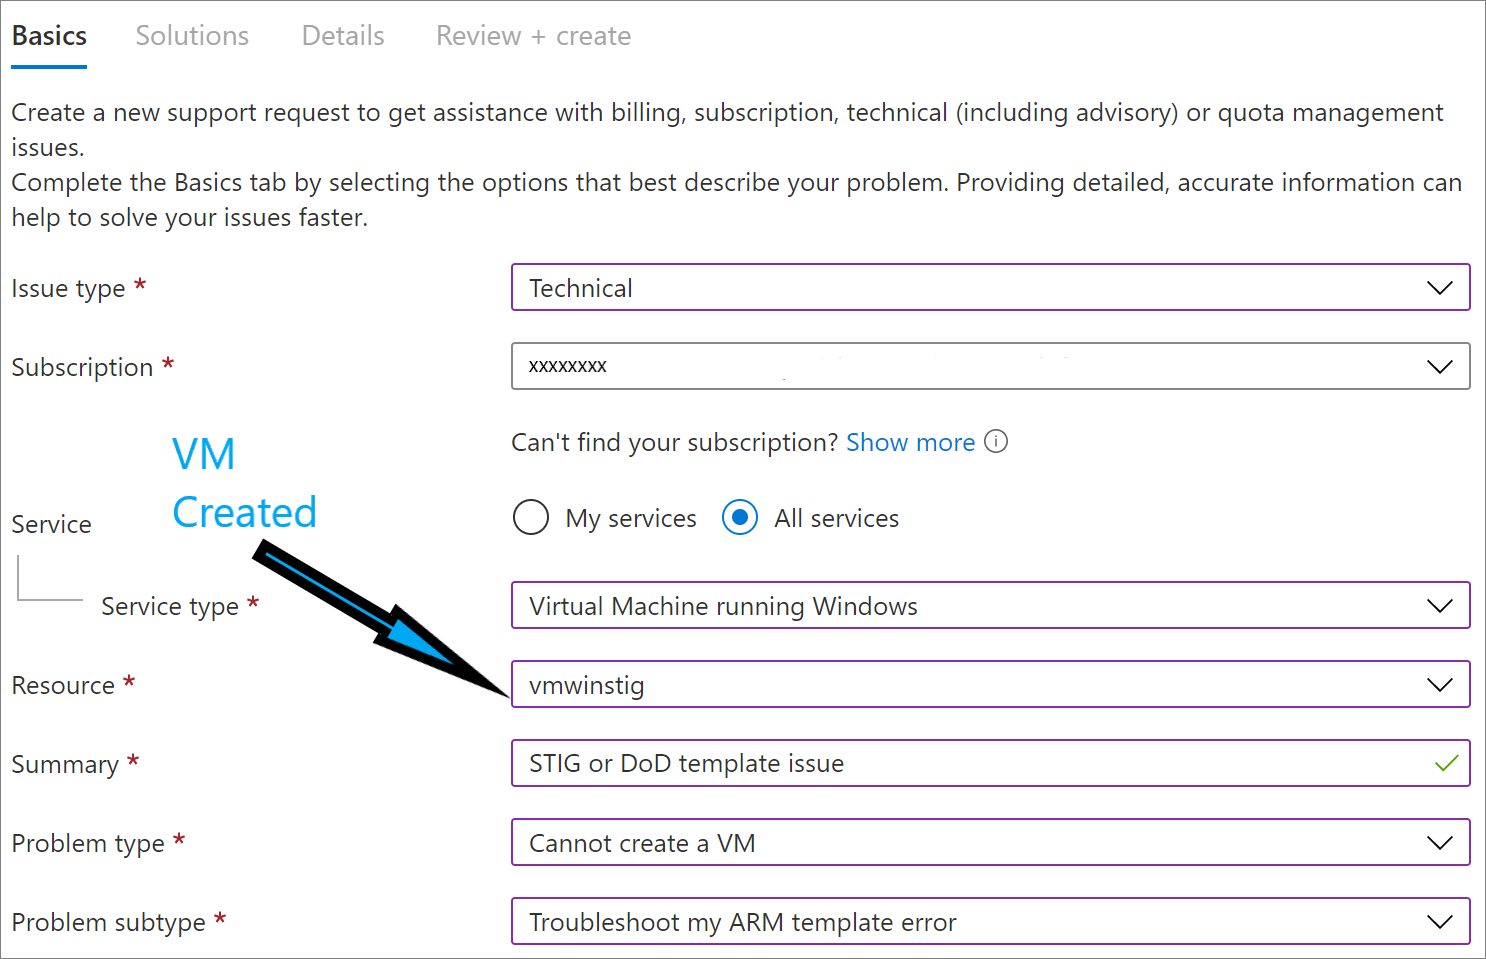 Basics Solutions Details Review + create
Create a new support request to get assistance with billing, subscription, technical (including advisory) or quota management
issues.
Complete the Basics tab by selecting the options that best describe your problem. Providing detailed, accurate information can
help to solve your issues faster.
Issue type * Technical
Subscription * xxxxxxxx
Can't find your subscription? Show more
VM
Created
Service My services All services
Service type * Virtual Machine running Windows
Resource * vmwinstig
Summary * STIG or DoD template issue
Problem type * Cannot create a VM
Problem subtype * Troubleshoot my ARM template error